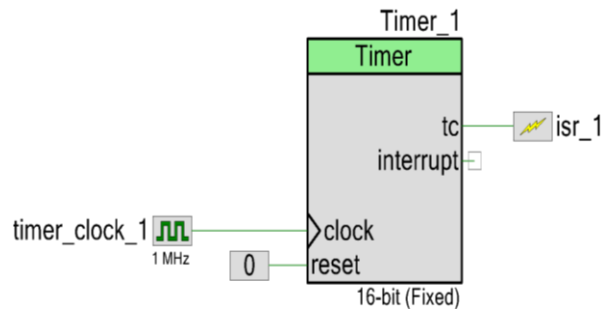 Timer_1
Timer
tc
isr_1
interrupt
timer_clock_1
clock
1 MHz
0
reset
16-bit (Fixed)